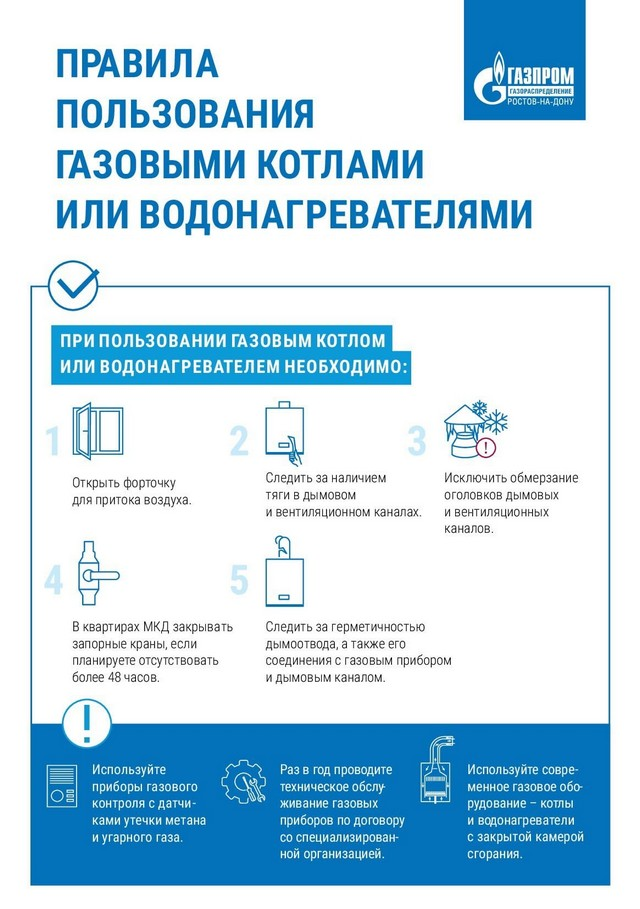 ПРАВИЛА
ПОЛЬЗОВАНИЯ
ГАЗОВЫМИ КОТЛАМИ
ИЛИ ВОДОНАГРЕВАТЕЛЯМИ
ГАЗПРОМ
ГАЗОРАСПРЕДЕЛЕНИЕ
РОСТОВ-НА-ДОНУ
ПРИ ПОЛЬЗОВАНИИ ГАЗОВЫМ КОТЛОМ
ИЛИ ВОДОНАГРЕВАТЕЛЕМ НЕОБХОДИМО:
1
Открыть форточку
для притока воздуха.
2
Следить за наличием
тяги в дымовом
и вентиляционном каналах.
3
Исключить обмерзание
оголовков дымовых
и вентиляционных
каналов.
4
В квартирах МКД закрывать
запорные краны, если
планируете отсутствовать
более 48 часов.
5
Следить за герметичностью
дымоотвода, а также его
соединения с газовым прибором
и дымовым каналом.
!
Используйте
приборы газового
контроля с датчи-
ками утечки метана
и угарного газа.
Раз в год проводите
техническое обслу-
живание газовых
приборов по договору
со специализирован-
ной организацией.
Используйте совре-
менное газовое обо-
рудование – котлы
и водонагреватели
с закрытой камерой
сгорания.